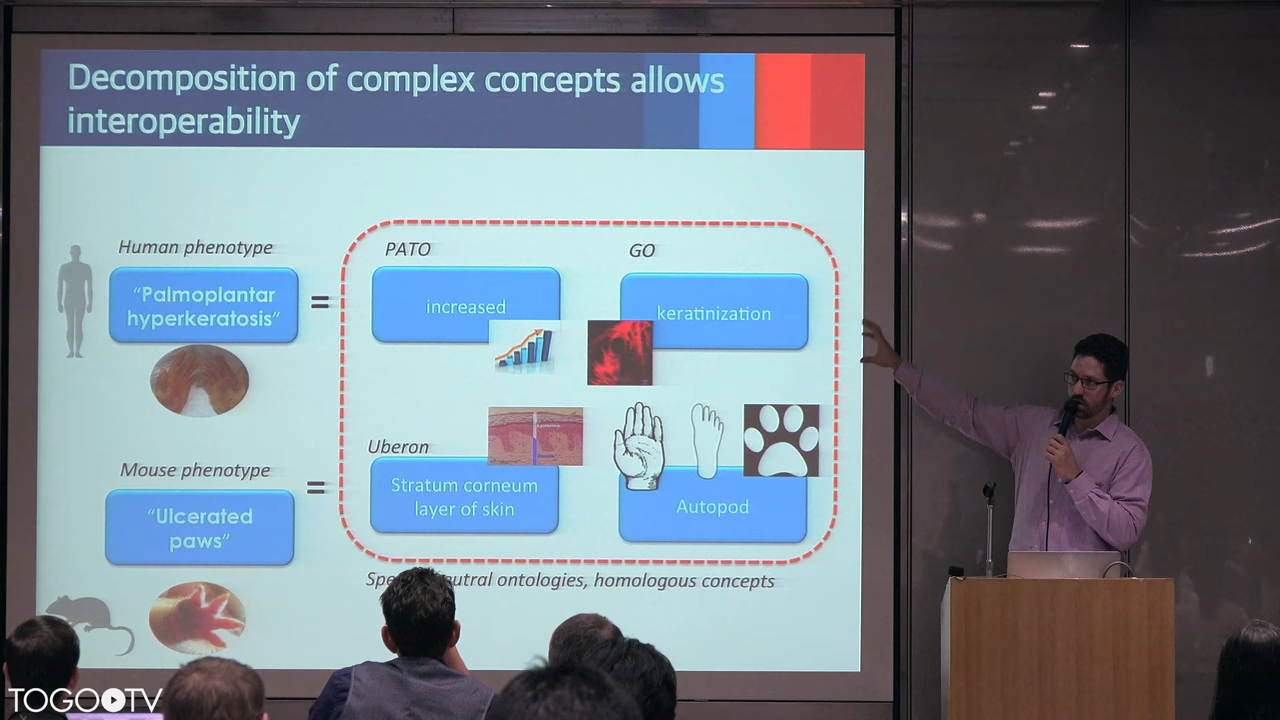 Decomposition of complex concepts allows
interoperability
Human phenotype
"Palmoplantar
hyperkeratosis"
=
PATO
increased
GO
keratinization
Mouse phenotype
"Ulcerated
paws"
=
Uberon
Stratum corneum
layer of skin
Autopod
neutral ontologies, homologous concepts
TOGOTV